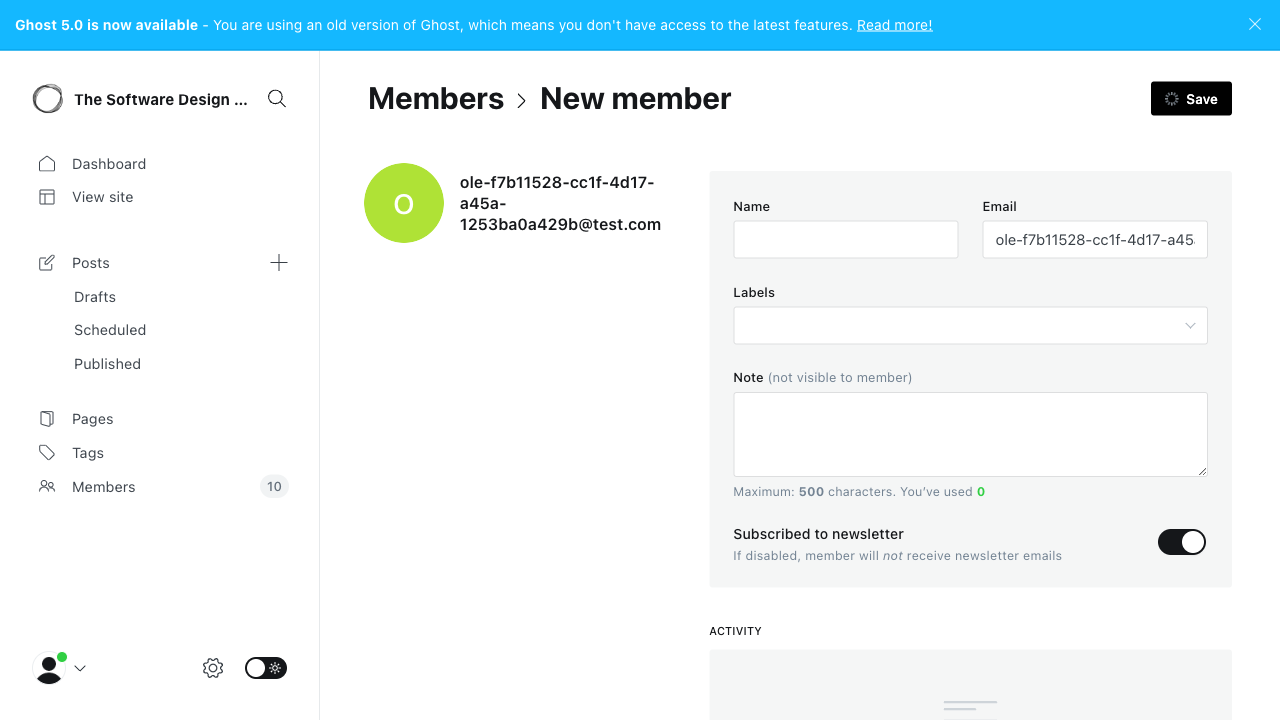 Ghost 5.0 is now available - You are using an old version of Ghost, which means you don't have access to the latest features. Read more!
The Software Design ...
Dashboard
View site
Posts
Drafts
Scheduled
Published
Pages
Tags
Members 10
Members > New member
Save
O
ole-f7b11528-cc1f-4d17-
a45a-
1253ba0a429b@test.com
Name
Email
ole-f7b11528-cc1f-4d17-a45
Labels
Note (not visible to member)
Maximum: 500 characters. You've used 0
Subscribed to newsletter
If disabled, member will not receive newsletter emails
ACTIVITY